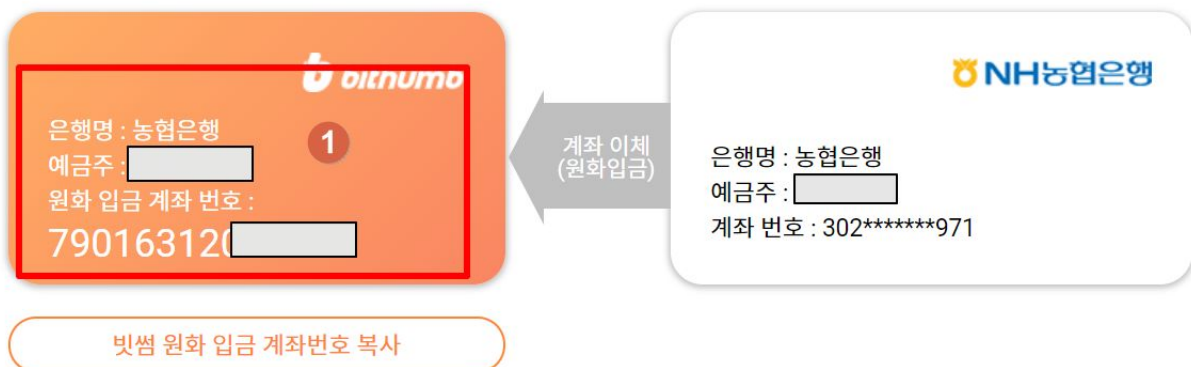 bithumb
은행명 : 농협은행
예금주 :
원화 입금 계좌 번호 :
790163120
1
계좌 이체
(원화입금)
NH농협은행
은행명 : 농협은행
예금주 :
계좌 번호 : 302*******971
빗썸 원화 입금 계좌번호 복사